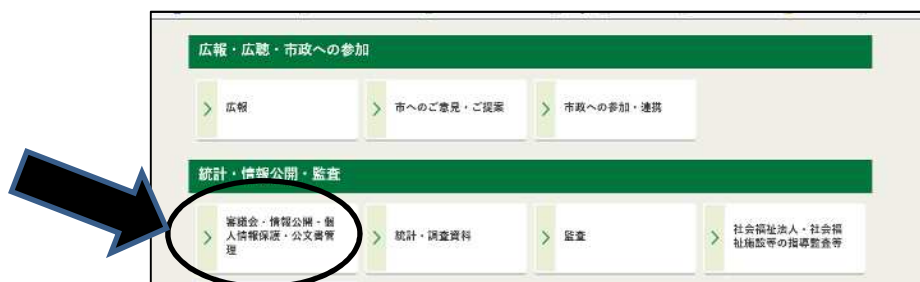 広報・広聴・市政への参加
広報
市へのご意見・ご提案
市政への参加・連携
統計・情報公開・監査
審議会・情報公開・個
人情報保護・公文書管
理
統計・調査資料
監査
社会福祉法人・社会福
祉施設等の指導監査等